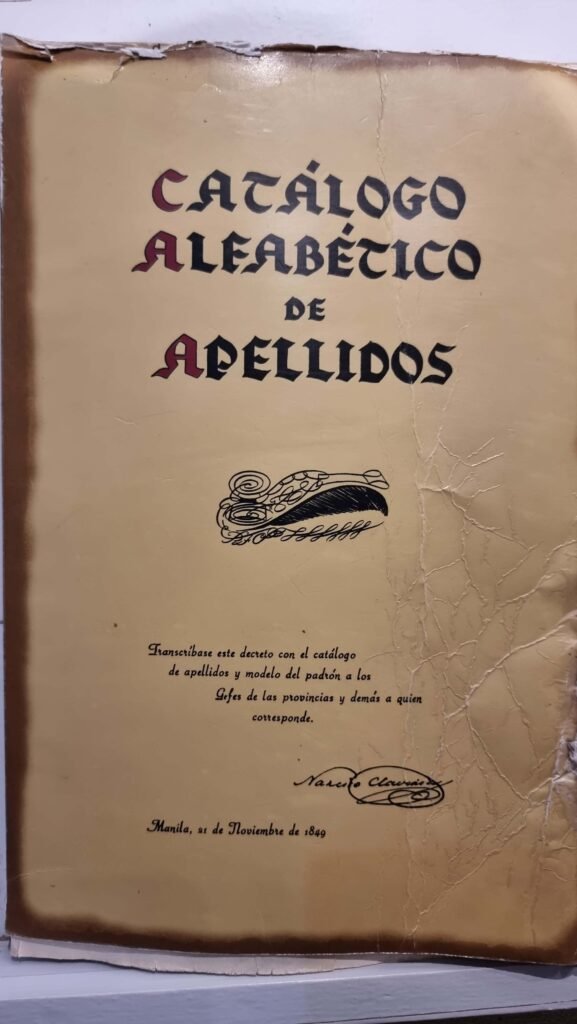 CATÁLOGO
ALFABÉTICO
DE
APELLIDOS
Transcríbase este decreto con el catálogo
de apellidos y modelo del padrón a los
Gefes de las provincias y demás a quien
corresponde.
Narciso Clavería
Manila, 21 de Noviembre de 1849